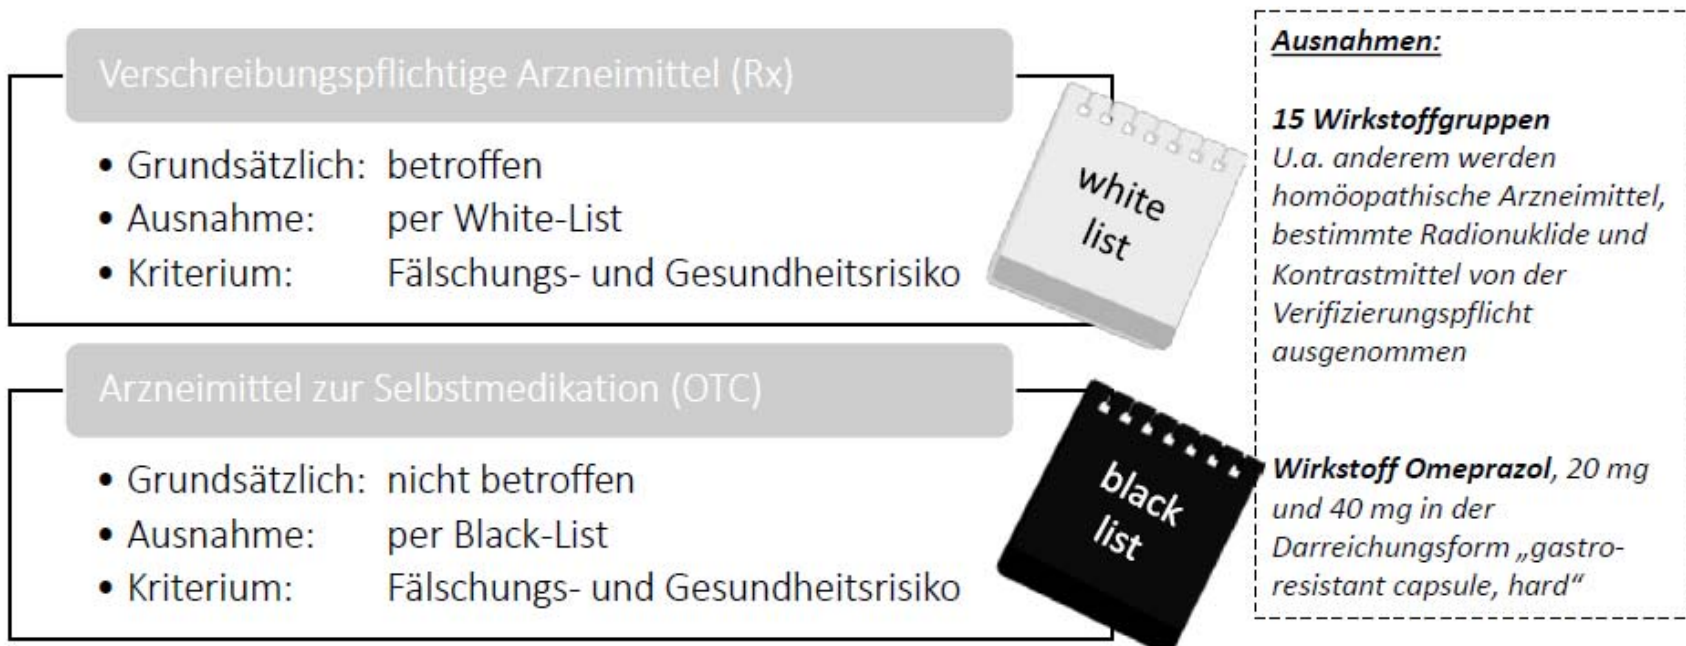 Verschreibungspflichtige Arzneimittel (Rx)
• Grundsätzlich: betroffen
• Ausnahme: per White-List
• Kriterium: Fälschungs- und Gesundheitsrisiko
white
list
Arzneimittel zur Selbstmedikation (OTC)
• Grundsätzlich: nicht betroffen
• Ausnahme: per Black-List
• Kriterium: Fälschungs- und Gesundheitsrisiko
black
list
Ausnahmen:
15 Wirkstoffgruppen
U.a. anderem werden
homöopathische Arzneimittel,
bestimmte Radionuklide und
Kontrastmittel von der
Verifizierungspflicht
ausgenommen
Wirkstoff Omeprazol, 20 mg
und 40 mg in der
Darreichungsform „gastro-
resistant capsule, hard“